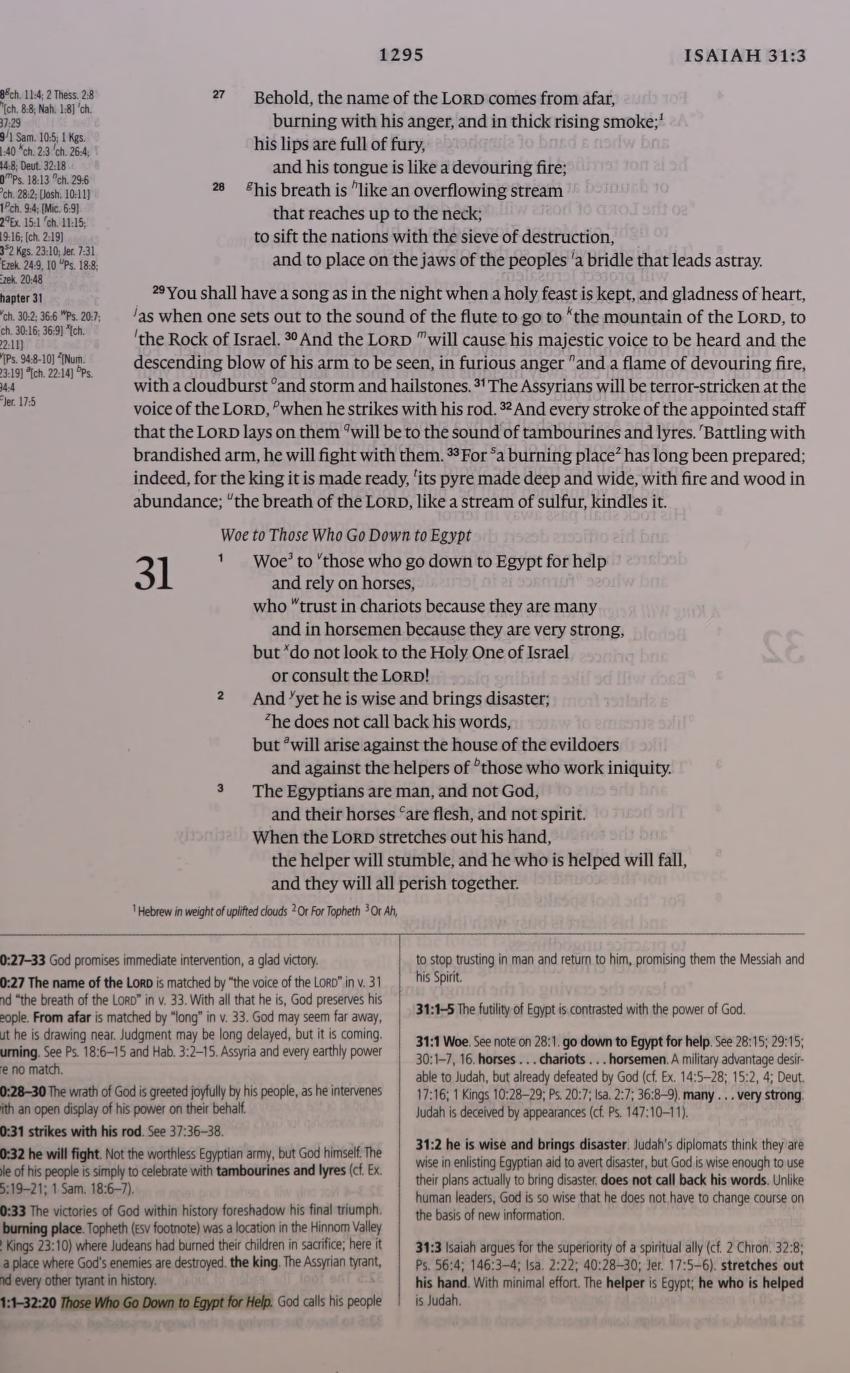 1295
ISAIAH 31:3
8 g ch. 11:4; 2 Thess. 2:8
h [ch. 8:8; Nah. 1:8] i ch.
37:29
9 j 1 Sam. 10:5; 1 Kgs.
1:40 k ch. 2:3 l ch. 26:4;
44:8; Deut. 32:18
0 m Ps. 18:13 n ch. 29:6
o ch. 28:2; [Josh. 10:11]
1 p ch. 9:4; [Mic. 6:9]
2 q Ex. 15:1 r ch. 11:15;
19:16; [ch. 2:19]
3 s 2 Kgs. 23:10; Jer. 7:31
t Ezek. 24:9, 10 u Ps. 18:8;
Ezek. 20:48
hapter 31
v ch. 30:2; 36:6 w Ps. 20:7;
ch. 30:16; 36:9] x [ch.
22:11]
y [Ps. 94:8-10] z [Num.
23:19] a [ch. 22:14] b Ps.
94:4
c Jer. 17:5
27 Behold, the name of the LORD comes from afar,
burning with his anger, and in thick rising smoke;1
his lips are full of fury,
and his tongue is like a devouring fire;
28 g his breath is h like an overflowing stream
that reaches up to the neck;
to sift the nations with the sieve of destruction,
and to place on the jaws of the peoples i a bridle that leads astray.
29 You shall have a song as in the night when a holy feast is kept, and gladness of heart,
j as when one sets out to the sound of the flute to go to k the mountain of the LORD, to
l the Rock of Israel. 30 And the LORD m will cause his majestic voice to be heard and the
descending blow of his arm to be seen, in furious anger n and a flame of devouring fire,
with a cloudburst o and storm and hailstones. 31 The Assyrians will be terror-stricken at the
voice of the LORD, p when he strikes with his rod. 32 And every stroke of the appointed staff
that the LORD lays on them q will be to the sound of tambourines and lyres. r Battling with
brandished arm, he will fight with them. 33 For s a burning place2 has long been prepared;
indeed, for the king it is made ready, t its pyre made deep and wide, with fire and wood in
abundance; u the breath of the LORD, like a stream of sulfur, kindles it.
Woe to Those Who Go Down to Egypt
31 1 Woe3 to v those who go down to Egypt for help
and rely on horses,
who w trust in chariots because they are many
and in horsemen because they are very strong,
but x do not look to the Holy One of Israel
or consult the LORD!
2 And y yet he is wise and brings disaster;
z he does not call back his words,
but a will arise against the house of the evildoers
and against the helpers of b those who work iniquity.
3 The Egyptians are man, and not God,
and their horses c are flesh, and not spirit.
When the LORD stretches out his hand,
the helper will stumble, and he who is helped will fall,
and they will all perish together.
1 Hebrew in weight of uplifted clouds 2 Or For Topheth 3 Or Ah,
0:27–33 God promises immediate intervention, a glad victory.
0:27 The name of the LORD is matched by "the voice of the LORD" in v. 31
nd "the breath of the LORD" in v. 33. With all that he is, God preserves his
eople. From afar is matched by "long" in v. 33. God may seem far away,
ut he is drawing near. Judgment may be long delayed, but it is coming.
urning. See Ps. 18:6–15 and Hab. 3:2–15. Assyria and every earthly power
re no match.
0:28–30 The wrath of God is greeted joyfully by his people, as he intervenes
ith an open display of his power on their behalf.
0:31 strikes with his rod. See 37:36–38.
0:32 he will fight. Not the worthless Egyptian army, but God himself. The
le of his people is simply to celebrate with tambourines and lyres (cf. Ex.
5:19–21; 1 Sam. 18:6–7).
0:33 The victories of God within history foreshadow his final triumph.
burning place. Topheth (ESV footnote) was a location in the Hinnom Valley
Kings 23:10) where Judeans had burned their children in sacrifice; here it
a place where God's enemies are destroyed. the king. The Assyrian tyrant,
nd every other tyrant in history.
1:1–32:20 Those Who Go Down to Egypt for Help. God calls his people
to stop trusting in man and return to him, promising them the Messiah and
his Spirit.
31:1–5 The futility of Egypt is contrasted with the power of God.
31:1 Woe. See note on 28:1. go down to Egypt for help. See 28:15; 29:15;
30:1–7, 16. horses . . . chariots . . . horsemen. A military advantage desir-
able to Judah, but already defeated by God (cf. Ex. 14:5–28; 15:2, 4; Deut.
17:16; 1 Kings 10:28–29; Ps. 20:7; Isa. 2:7; 36:8–9). many . . . very strong.
Judah is deceived by appearances (cf. Ps. 147:10–11).
31:2 he is wise and brings disaster. Judah's diplomats think they are
wise in enlisting Egyptian aid to avert disaster, but God is wise enough to use
their plans actually to bring disaster. does not call back his words. Unlike
human leaders, God is so wise that he does not have to change course on
the basis of new information.
31:3 Isaiah argues for the superiority of a spiritual ally (cf. 2 Chron. 32:8;
Ps. 56:4; 146:3–4; Isa. 2:22; 40:28–30; Jer. 17:5–6). stretches out
his hand. With minimal effort. The helper is Egypt; he who is helped
is Judah.